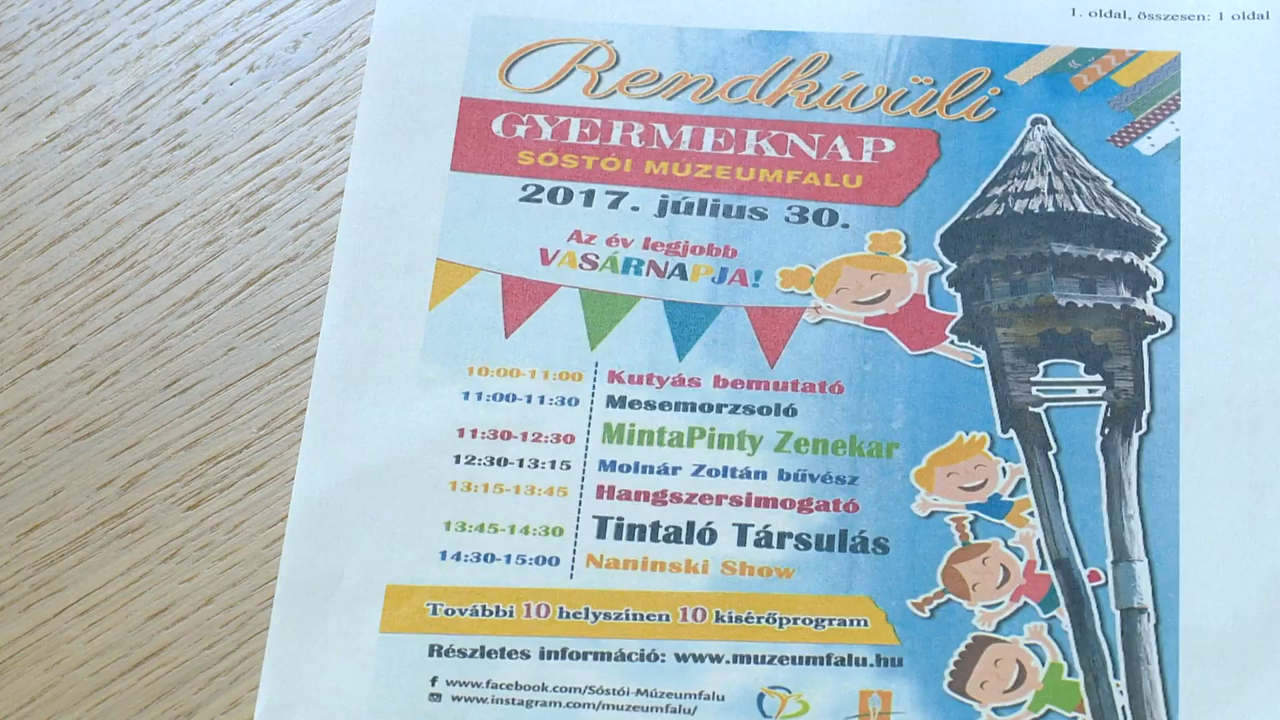 1. oldal, összesen: 1 oldal
Rendkívüli
GYERMEKNAP
SÓSTÓI MÚZEUMFALU
2017. július 30.
Az év legjobb
VASÁRNAPJA!
10:00-11:00 Kutyás bemutató
11:00-11:30 Mesemorzsoló
11:30-12:30 MintaPinty Zenekar
12:30-13:15 Molnár Zoltán bűvész
13:15-13:45 Hangszersimogató
13:45-14:30 Tintaló Társulás
14:30-15:00 Naninski Show
További 10 helyszínen 10 kísérőprogram
Részletes információ: www.muzeumfalu.hu
www.facebook.com/Sóstói-Múzeumfalu
www.instagram.com/muzeumfalu/